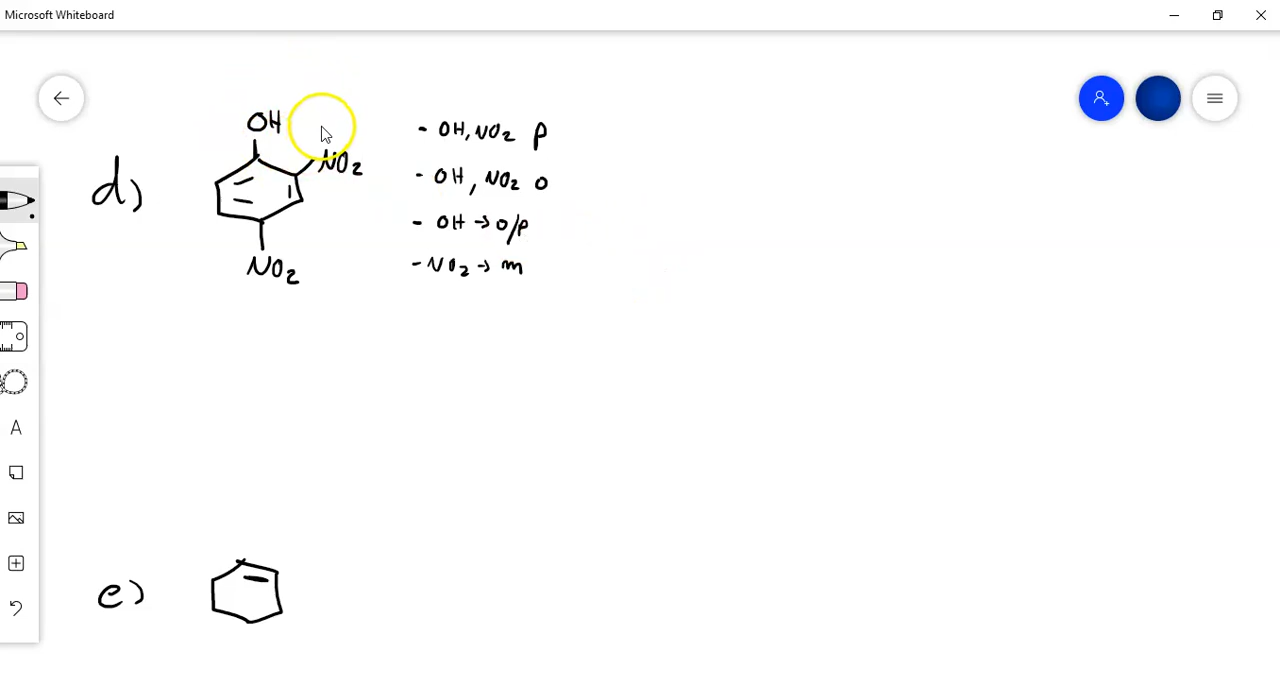 Microsoft Whiteboard
OH
NO2
d)
NO2
- OH, NO2 p
- OH, NO2 o
- OH → o/p
- NO2 → m
A
e)